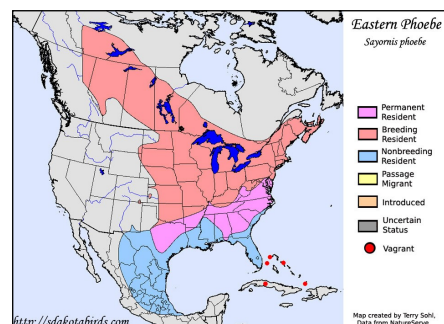 Eastern Phoebe
Sayornis phoebe
Permanent
Resident
Breeding
Resident
Nonbreeding
Resident
Passage
Migrant
Introduced
Uncertain
Status
Vagrant
http://sdakotabirds.com
Map created by Terry Sohl,
Data from NatureServe